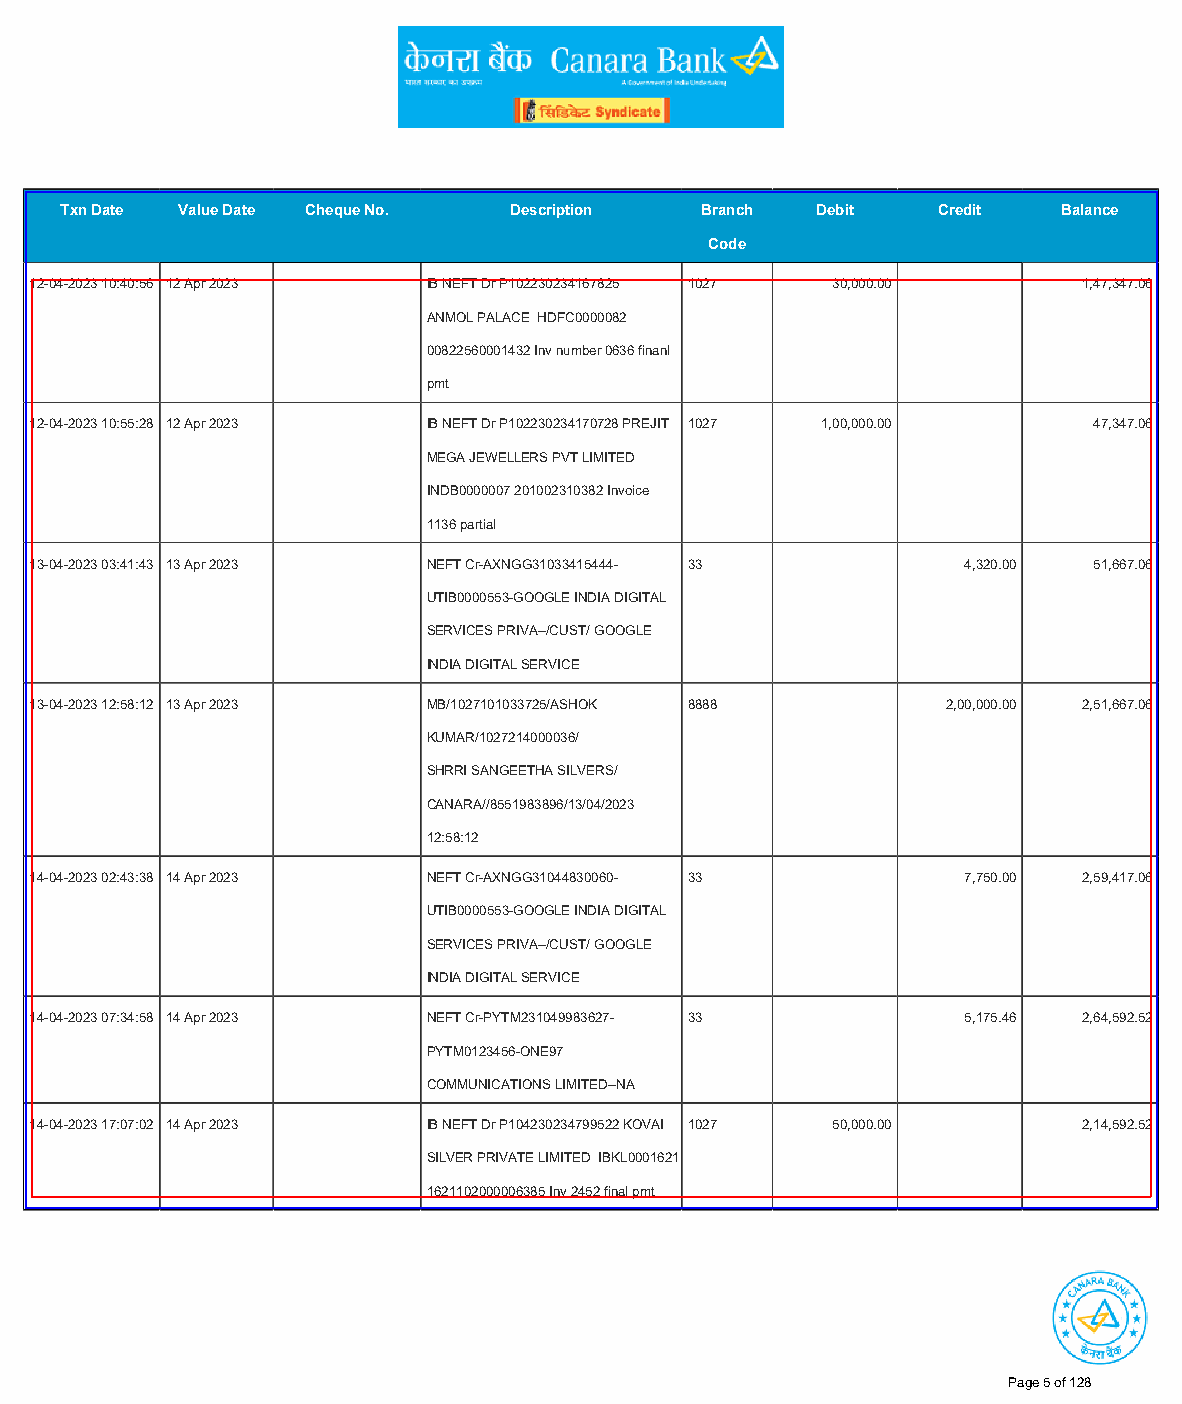 केनरा बैंक Canara Bank
भारत सरकार का उपक्रम A Government of India Undertaking
सिंडिकेट Syndicate
Txn Date Value Date Cheque No. Description Branch Debit Credit Balance
Code
12-04-2023 10:40:56 12 Apr 2023 IB NEFT Dr P102230234167825 1027 30,000.00 1,47,347.06
ANMOL PALACE HDFC0000082
00822560001432 Inv number 0636 finanl
pmt
12-04-2023 10:55:28 12 Apr 2023 IB NEFT Dr P102230234170728 PREJIT 1027 1,00,000.00 47,347.06
MEGA JEWELLERS PVT LIMITED
INDB0000007 201002310382 Invoice
1136 partial
13-04-2023 03:41:43 13 Apr 2023 NEFT Cr-AXNGG31033415444- 33 4,320.00 51,667.06
UTIB0000553-GOOGLE INDIA DIGITAL
SERVICES PRIVA--/CUST/ GOOGLE
INDIA DIGITAL SERVICE
13-04-2023 12:58:12 13 Apr 2023 MB/1027101033725/ASHOK 8888 2,00,000.00 2,51,667.06
KUMAR/1027214000036/
SHRRI SANGEETHA SILVERS/
CANARA//8551983896/13/04/2023
12:58:12
14-04-2023 02:43:38 14 Apr 2023 NEFT Cr-AXNGG31044830060- 33 7,750.00 2,59,417.06
UTIB0000553-GOOGLE INDIA DIGITAL
SERVICES PRIVA--/CUST/ GOOGLE
INDIA DIGITAL SERVICE
14-04-2023 07:34:58 14 Apr 2023 NEFT Cr-PYTM231049983627- 33 5,175.46 2,64,592.52
PYTM0123456-ONE97
COMMUNICATIONS LIMITED--NA
14-04-2023 17:07:02 14 Apr 2023 IB NEFT Dr P104230234799522 KOVAI 1027 50,000.00 2,14,592.52
SILVER PRIVATE LIMITED IBKL0001621
1621102000006385 Inv 2452 final pmt
CANARA BANK
केनरा बैंक
Page 5 of 128